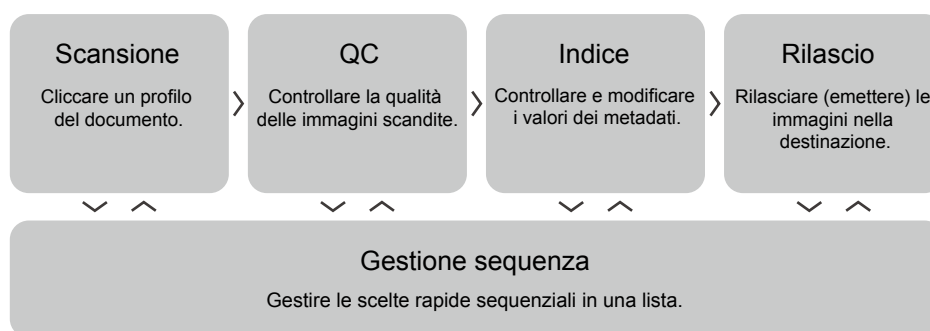 Scansione
Cliccare un profilo
del documento.
QC
Controllare la qualità
delle immagini scandite.
Indice
Controllare e modificare
i valori dei metadati.
Rilascio
Rilasciare (emettere) le
immagini nella
destinazione.
Gestione sequenza
Gestire le scelte rapide sequenziali in una lista.